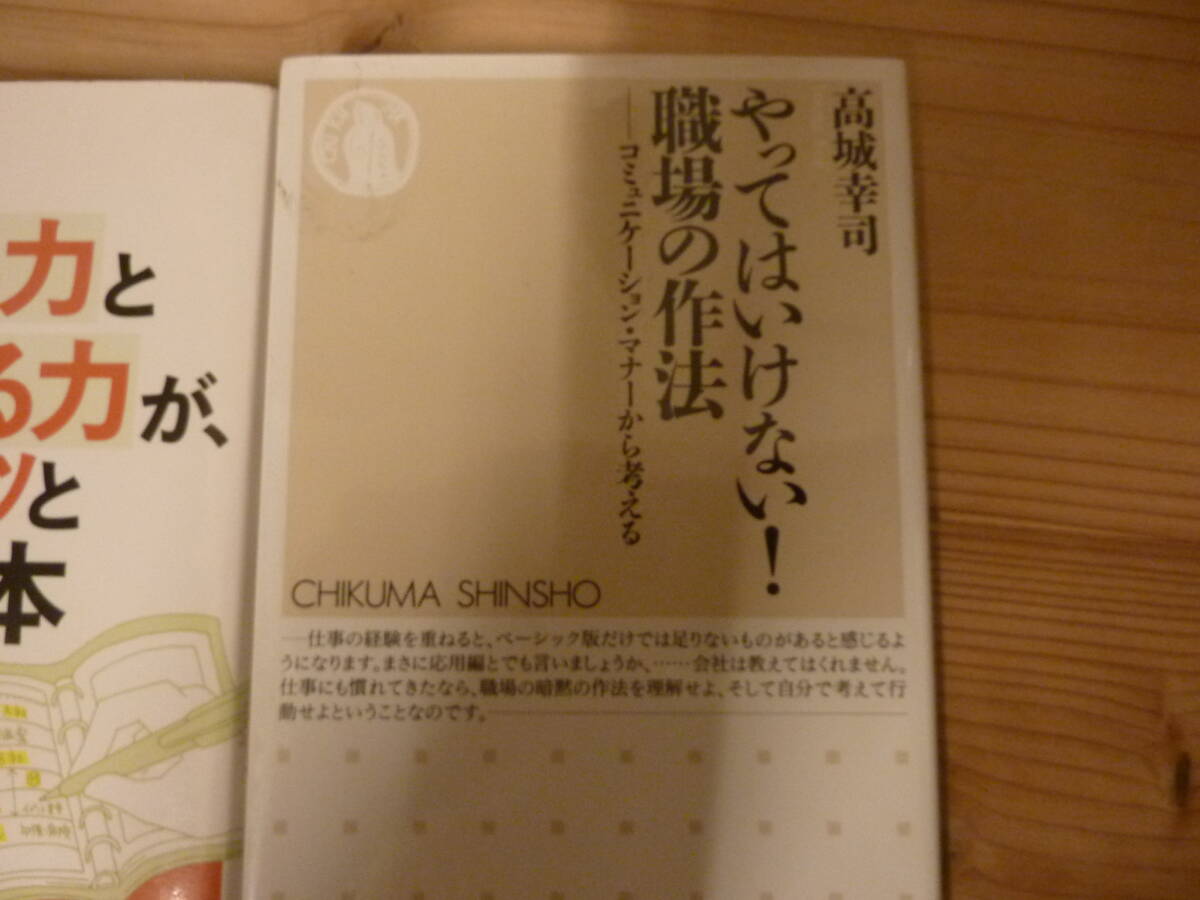 高城幸司
やってはいけない!
職場の作法
――コミュニケーション・マナーから考える
CHIKUMA SHINSHO
――仕事の経験を重ねると、ベーシック版だけでは足りないものがあると感じるよ
うになります。まさに応用編とでも言いましょうか、……会社は教えてはくれません。
仕事にも慣れてきたなら、職場の暗黙の作法を理解せよ、そして自分で考えて行
動せよということなのです。――
力と
る力が、
ツと
本